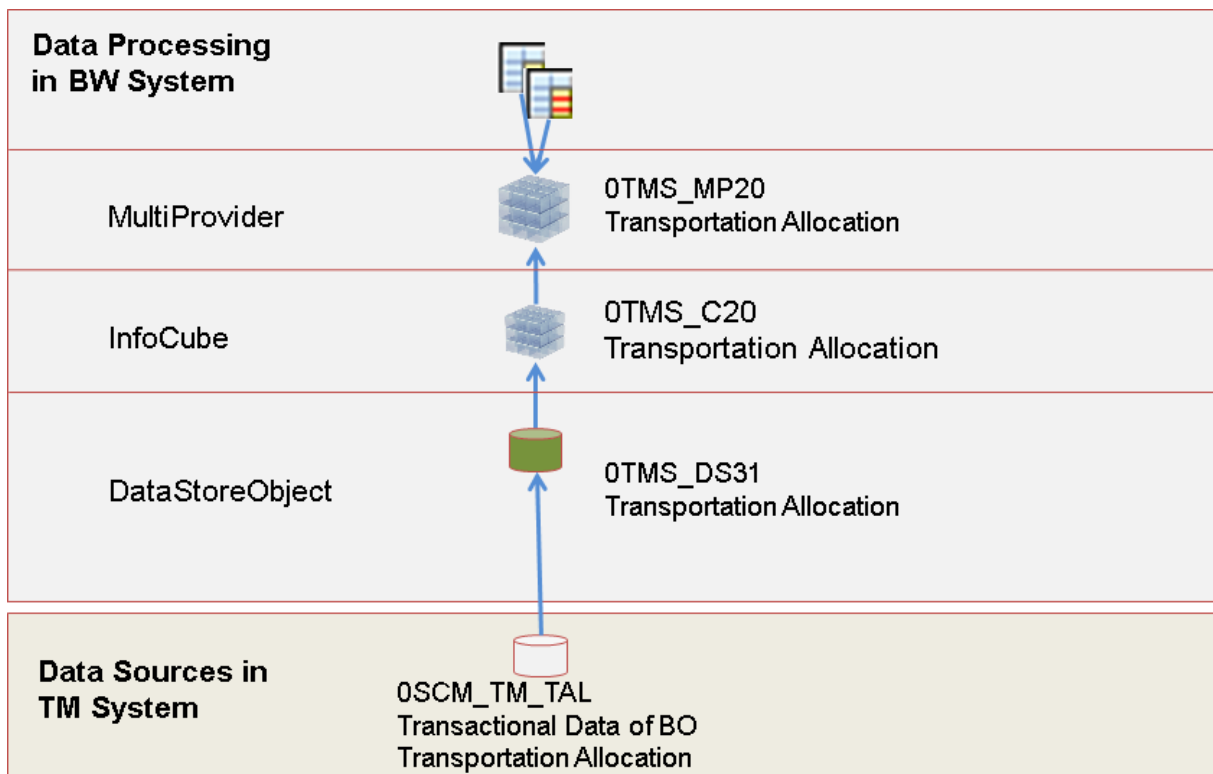 Data Processing
in BW System
MultiProvider
0TMS_MP20
Transportation Allocation
InfoCube
0TMS_C20
Transportation Allocation
DataStoreObject
0TMS_DS31
Transportation Allocation
Data Sources in
TM System
0SCM_TM_TAL
Transactional Data of BO
Transportation Allocation